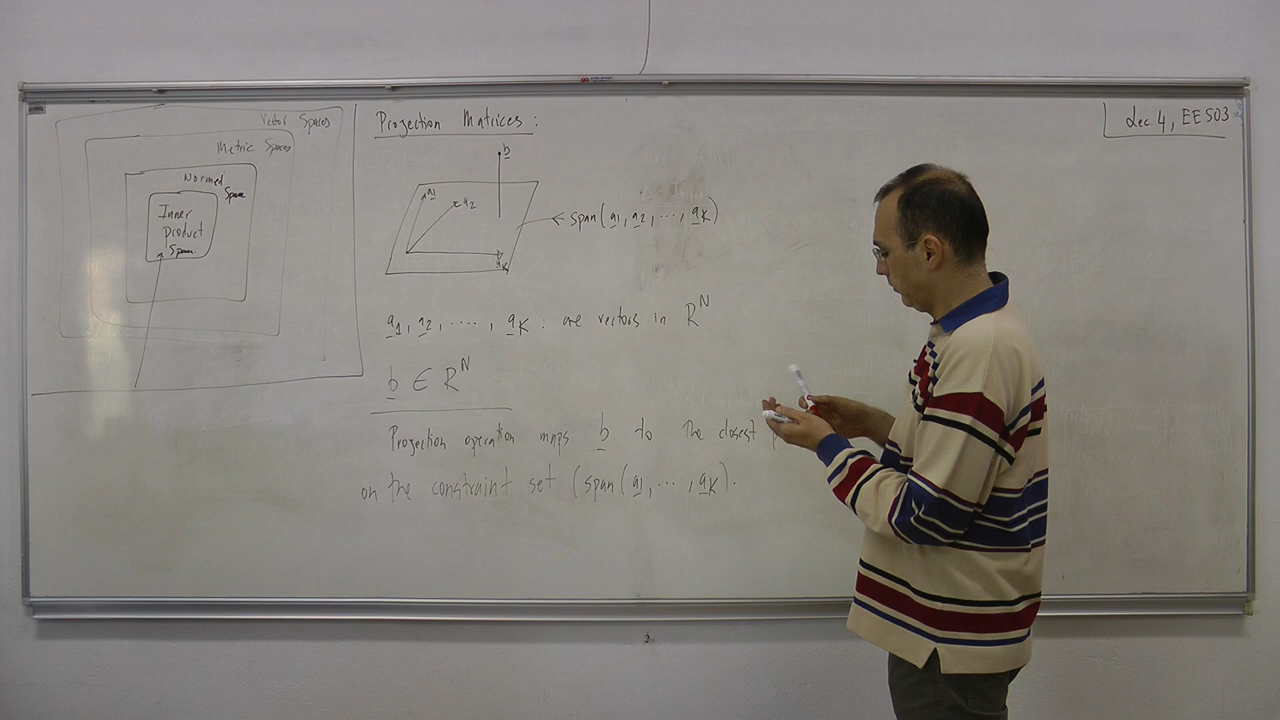 Vector Spaces
Metric Spaces
Normed
Space
Inner
product
Space
Projection Matrices:
b
a1
a2
aK
← span(a1, a2, ..., aK)
a1, a2, ....., aK : are vectors in R^N
b ∈ R^N
Projection operation maps b to the closest
on the constraint set (span(a1, ..., aK).
Lec. 4, EE503